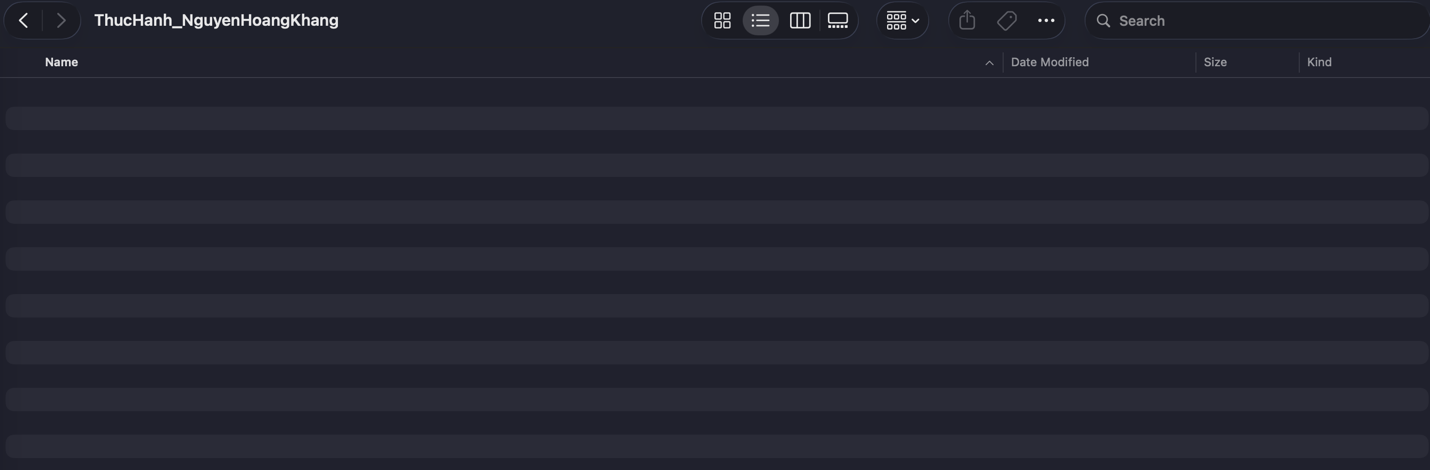 ThucHanh_NguyenHoangKhang
Search
Name
Date Modified
Size
Kind